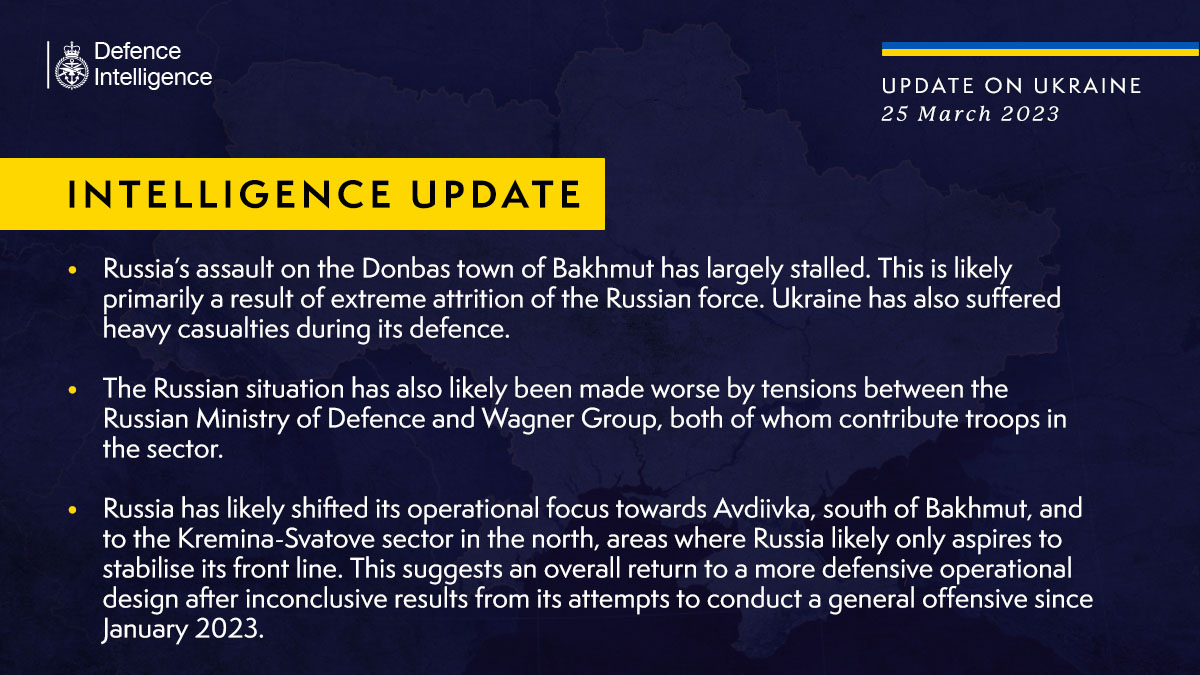 Defence
Intelligence
UPDATE ON UKRAINE
25 March 2023
INTELLIGENCE UPDATE
• Russia’s assault on the Donbas town of Bakhmut has largely stalled. This is likely
primarily a result of extreme attrition of the Russian force. Ukraine has also suffered
heavy casualties during its defence.
• The Russian situation has also likely been made worse by tensions between the
Russian Ministry of Defence and Wagner Group, both of whom contribute troops in
the sector.
• Russia has likely shifted its operational focus towards Avdiivka, south of Bakhmut, and
to the Kremina-Svatove sector in the north, areas where Russia likely only aspires to
stabilise its front line. This suggests an overall return to a more defensive operational
design after inconclusive results from its attempts to conduct a general offensive since
January 2023.